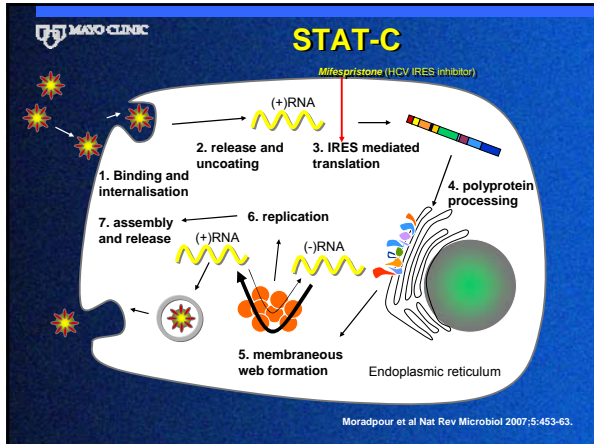 MAYO CLINIC
STAT-C
Mifespristone (HCV IRES inhibitor)
(+)RNA
2. release and
uncoating
3. IRES mediated
translation
1. Binding and
internalisation
4. polyprotein
processing
7. assembly
and release
6. replication
(+)RNA
(-)RNA
5. membraneous
web formation
Endoplasmic reticulum
Moradpour et al Nat Rev Microbiol 2007;5:453-63.